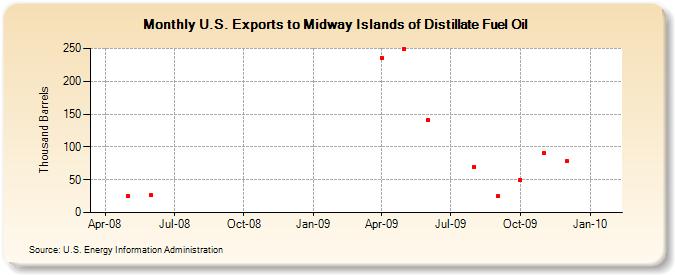 Monthly U.S. Exports to Midway Islands of Distillate Fuel Oil
Thousand Barrels
250
200
150
100
50
0
Apr-08 Jul-08 Oct-08 Jan-09 Apr-09 Jul-09 Oct-09 Jan-10
Source: U.S. Energy Information Administration